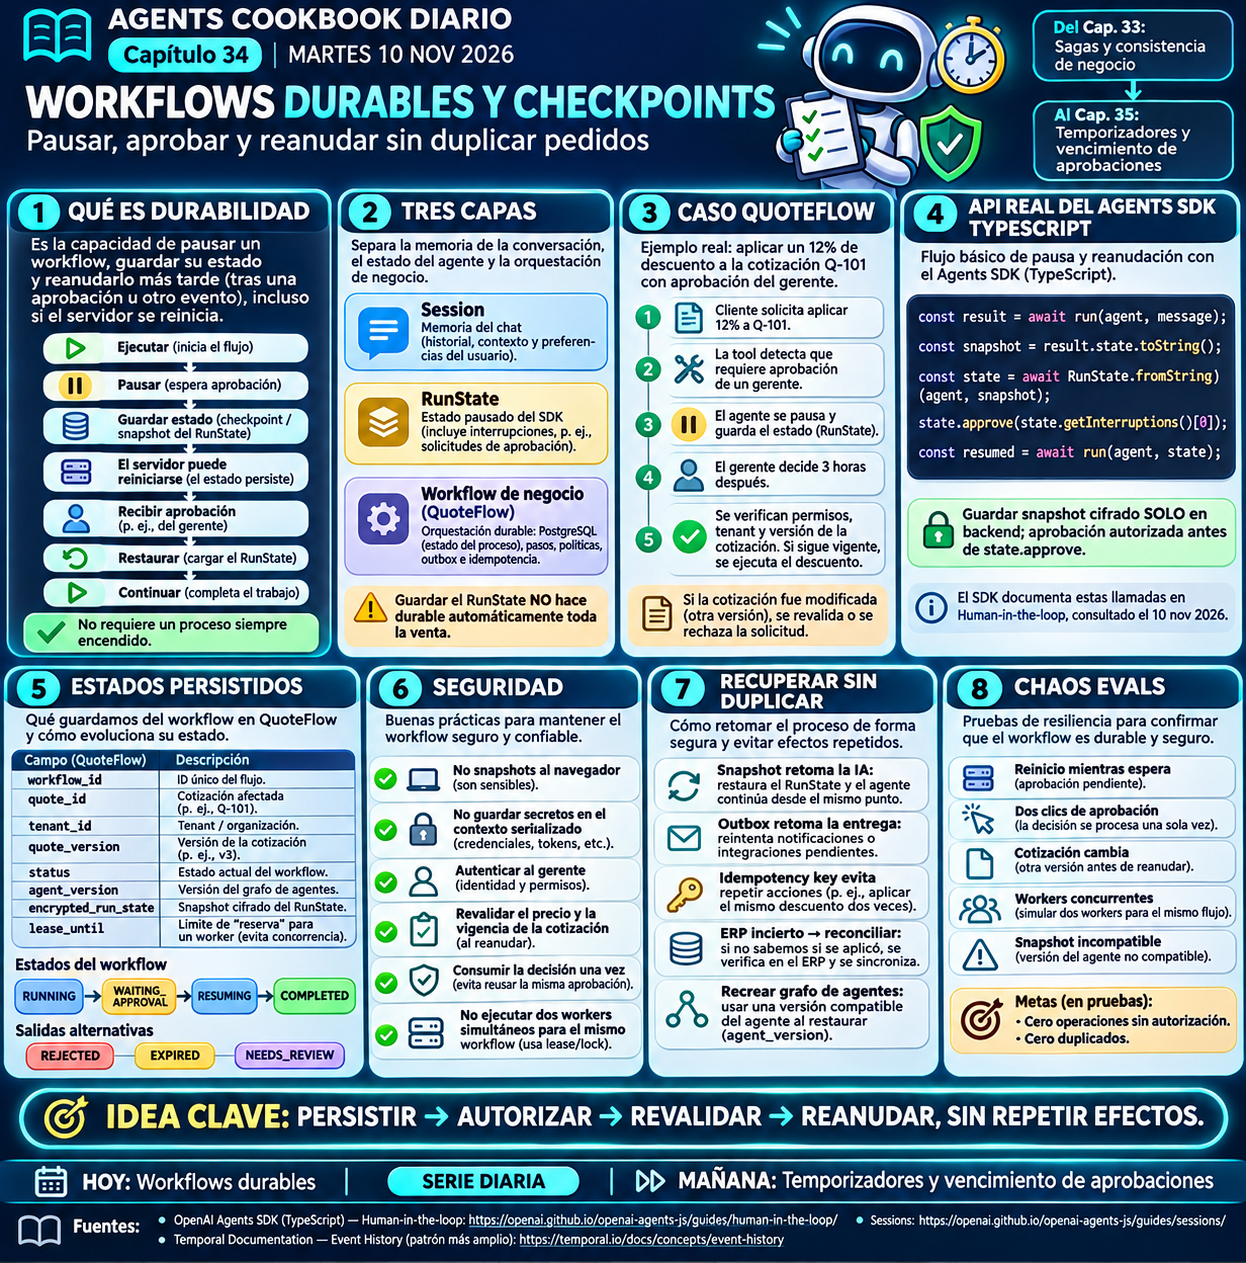 AGENTS COOKBOOK DIARIO
Capítulo 34 | MARTES 10 NOV 2026
WORKFLOWS DURABLES Y CHECKPOINTS
Pausar, aprobar y reanudar sin duplicar pedidos
Del Cap. 33:
Sagas y consistencia
de negocio
Al Cap. 35:
Temporizadores y
vencimiento de
aprobaciones
1 QUÉ ES DURABILIDAD
Es la capacidad de pausar un
workflow, guardar su estado
y reanudarlo más tarde (tras una
aprobación u otro evento), incluso
si el servidor se reinicia.
Ejecutar (inicia el flujo)
Pausar (espera aprobación)
Guardar estado (checkpoint /
snapshot del RunState)
El servidor puede
reiniciarse (el estado persiste)
Recibir aprobación
(p. ej., del gerente)
Restaurar (cargar el RunState)
Continuar (completa el trabajo)
No requiere un proceso siempre
encendido.
2 TRES CAPAS
Separa la memoria de la conversación,
el estado del agente y la orquestación
de negocio.
Session
Memoria del chat
(historial, contexto y preferen-
cias del usuario).
RunState
Estado pausado del SDK
(incluye interrupciones, p. ej.,
solicitudes de aprobación).
Workflow de negocio
(QuoteFlow)
Orquestación durable: PostgreSQL
(estado del proceso), pasos, políticas,
outbox e idempotencia.
Guardar el RunState NO hace
durable automáticamente toda
la venta.
3 CASO QUOTEFLOW
Ejemplo real: aplicar un 12% de
descuento a la cotización Q-101
con aprobación del gerente.
1 Cliente solicita aplicar
12% a Q-101.
2 La tool detecta que
requiere aprobación
de un gerente.
3 El agente se pausa y
guarda el estado (RunState).
4 El gerente decide 3 horas
después.
5 Se verifican permisos,
tenant y versión de la
cotización. Si sigue vigente,
se ejecuta el descuento.
Si la cotización fue modificada
(otra versión), se revalida o se
rechaza la solicitud.
4 API REAL DEL AGENTS SDK
TYPESCRIPT
Flujo básico de pausa y reanudación con
el Agents SDK (TypeScript).
const result = await run(agent, message);
const snapshot = result.state.toString();
const state = await RunState.fromString)
(agent, snapshot);
state.approve(state.getInterruptions()[0]);
const resumed = await run(agent, state);
Guardar snapshot cifrado SOLO en
backend; aprobación autorizada antes
de state.approve.
El SDK documenta estas llamadas en
Human-in-the-loop, consultado el 10 nov 2026.
5 ESTADOS PERSISTIDOS
Qué guardamos del workflow en QuoteFlow
y cómo evoluciona su estado.
Campo (QuoteFlow) Descripción
workflow_id ID único del flujo.
quote_id Cotización afectada
(p. ej., Q-101).
tenant_id Tenant / organización.
quote_version Versión de la cotización
(p. ej., v3).
status Estado actual del workflow.
agent_version Versión del grafo de agentes.
encrypted_run_state Snapshot cifrado del RunState.
lease_until Límite de "reserva" para
un worker (evita concurrencia).
Estados del workflow
RUNNING → WAITING_
APPROVAL → RESUMING → COMPLETED
Salidas alternativas
REJECTED EXPIRED NEEDS_REVIEW
6 SEGURIDAD
Buenas prácticas para mantener el
workflow seguro y confiable.
No snapshots al navegador
(son sensibles).
No guardar secretos en el
contexto serializado
(credenciales, tokens, etc.).
Autenticar al gerente
(identidad y permisos).
Revalidar el precio y la
vigencia de la cotización
(al reanudar).
Consumir la decisión una vez
(evita reusar la misma aprobación).
No ejecutar dos workers
simultáneos para el mismo
workflow (usa lease/lock).
7 RECUPERAR SIN
DUPLICAR
Cómo retomar el proceso de forma
segura y evitar efectos repetidos.
Snapshot retoma la IA:
restaura el RunState y el agente
continúa desde el mismo punto.
Outbox retoma la entrega:
reintenta notificaciones o
integraciones pendientes.
Idempotency key evita
repetir acciones (p. ej., aplicar
el mismo descuento dos veces).
ERP incierto → reconciliar:
si no sabemos si se aplicó, se
verifica en el ERP y se sincroniza.
Recrear grafo de agentes:
usar una versión compatible
del agente al restaurar
(agent_version).
8 CHAOS EVALS
Pruebas de resiliencia para confirmar
que el workflow es durable y seguro.
Reinicio mientras espera
(aprobación pendiente).
Dos clics de aprobación
(la decisión se procesa una sola vez).
Cotización cambia
(otra versión antes de reanudar).
Workers concurrentes
(simular dos workers para el mismo flujo).
Snapshot incompatible
(versión del agente no compatible).
Metas (en pruebas):
• Cero operaciones sin autorización.
• Cero duplicados.
IDEA CLAVE: PERSISTIR → AUTORIZAR → REVALIDAR → REANUDAR, SIN REPETIR EFECTOS.
HOY: Workflows durables | SERIE DIARIA | MAÑANA: Temporizadores y vencimiento de aprobaciones
Fuentes: • OpenAI Agents SDK (TypeScript) — Human-in-the-loop: https://openai.github.io/openai-agents-js/guides/human-in-the-loop/ • Sessions: https://openai.github.io/openai-agents-js/guides/sessions/
• Temporal Documentation — Event History (patrón más amplio): https://temporal.io/docs/concepts/event-history